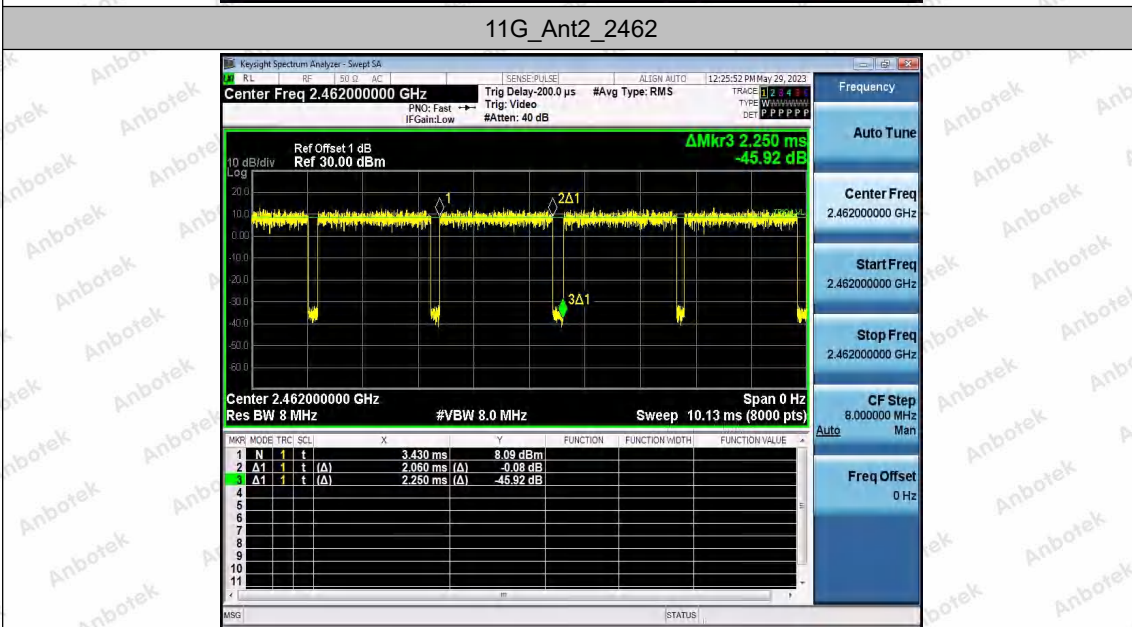 11G_Ant2_2462
Keysight Spectrum Analyzer - Swept SA
RL RF 50 Ω AC SENSE:PULSE ALIGN AUTO 12:25:52 PM May 29, 2023
Center Freq 2.462000000 GHz
PNO: Fast
IFGain:Low
Trig Delay-200.0 µs #Avg Type: RMS
Trig: Video
#Atten: 40 dB
TRACE 1 2 3 4 5 6
TYPE W
DET P P P P P P
Frequency
Auto Tune
Center Freq
2.462000000 GHz
Start Freq
2.462000000 GHz
Stop Freq
2.462000000 GHz
CF Step
8.000000 MHz
Auto Man
Freq Offset
0 Hz
ΔMkr3 2.250 ms
-45.92 dB
Ref Offset 1 dB
10 dB/div Ref 30.00 dBm
Log
20.0
10.0
0.00
-10.0
-20.0
-30.0
-40.0
-50.0
-60.0
1
2Δ1
3Δ1
Center 2.462000000 GHz Span 0 Hz
Res BW 8 MHz #VBW 8.0 MHz Sweep 10.13 ms (8000 pts)
MKR MODE TRC SCL X Y FUNCTION FUNCTION WIDTH FUNCTION VALUE
1 N 1 t 3.430 ms 8.09 dBm
2 Δ1 1 t (Δ) 2.060 ms (Δ) -0.08 dB
3 Δ1 1 t (Δ) 2.250 ms (Δ) -45.92 dB
4
5
6
7
8
9
10
11
MSG STATUS
Anbotek